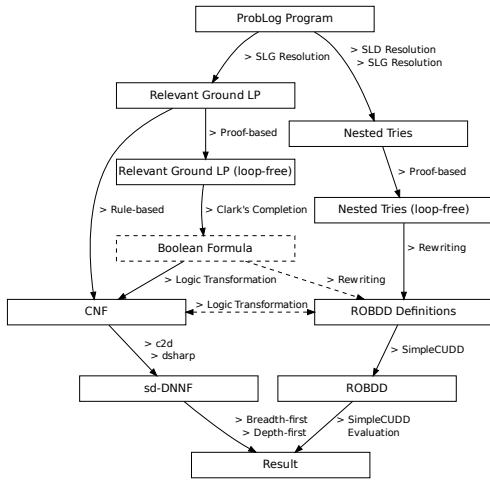 ProbLog Program
> SLG Resolution
> SLD Resolution
> SLG Resolution
Relevant Ground LP
> Proof-based
Nested Tries
Relevant Ground LP (loop-free)
> Proof-based
> Rule-based
> Clark's Completion
Nested Tries (loop-free)
Boolean Formula
> Logic Transformation
> Rewriting
> Rewriting
CNF
> Logic Transformation
ROBDD Definitions
> c2d
> dsharp
> SimpleCUDD
sd-DNNF
ROBDD
> Breadth-first
> Depth-first
> SimpleCUDD
Evaluation
Result